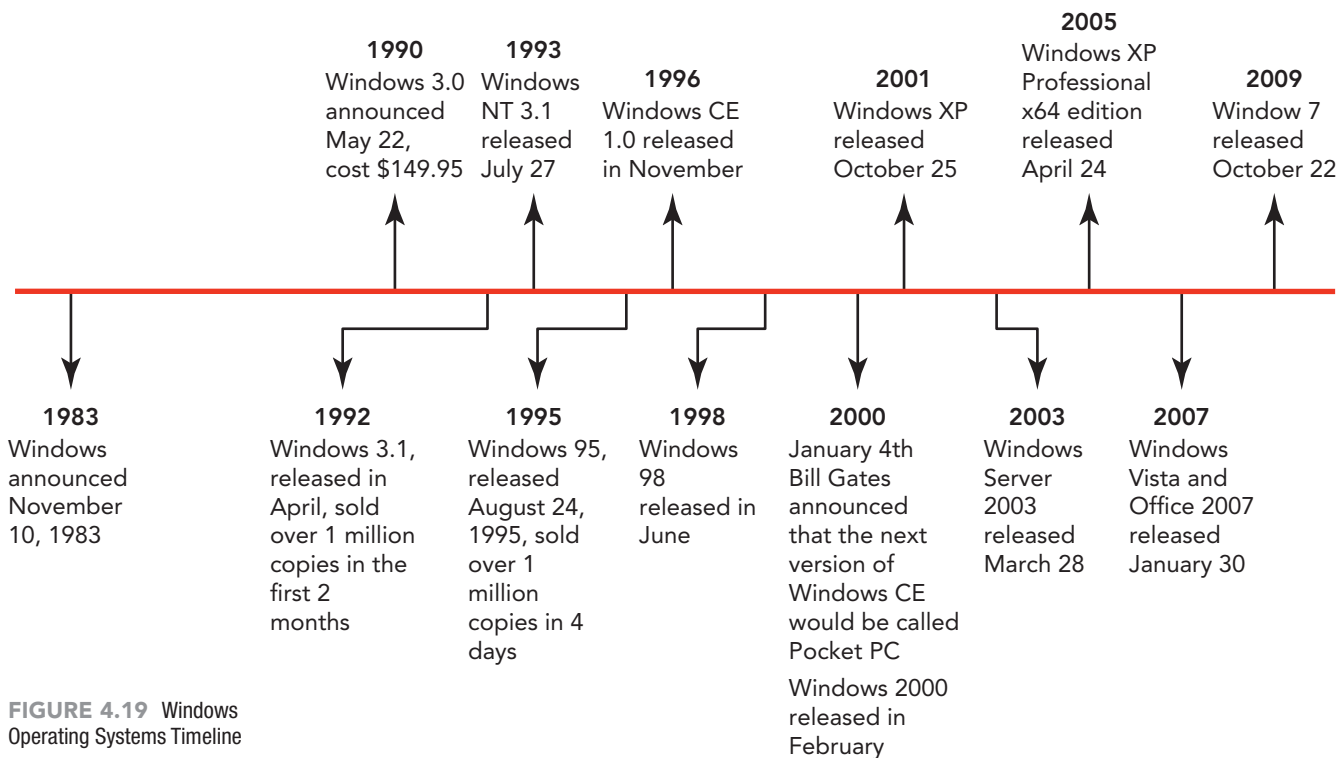 1990
Windows 3.0
announced
May 22,
cost $149.95
1993
Windows
NT 3.1
released
July 27
1996
Windows CE
1.0 released
in November
2001
Windows XP
released
October 25
2005
Windows XP
Professional
x64 edition
released
April 24
2009
Window 7
released
October 22
1983
Windows
announced
November
10, 1983
1992
Windows 3.1,
released in
April, sold
over 1 million
copies in the
first 2
months
1995
Windows 95,
released
August 24,
1995, sold
over 1
million
copies in 4
days
1998
Windows
98
released in
June
2000
January 4th
Bill Gates
announced
that the next
version of
Windows CE
would be called
Pocket PC
Windows 2000
released in
February
2003
Windows
Server
2003
released
March 28
2007
Windows
Vista and
Office 2007
released
January 30
FIGURE 4.19 Windows
Operating Systems Timeline